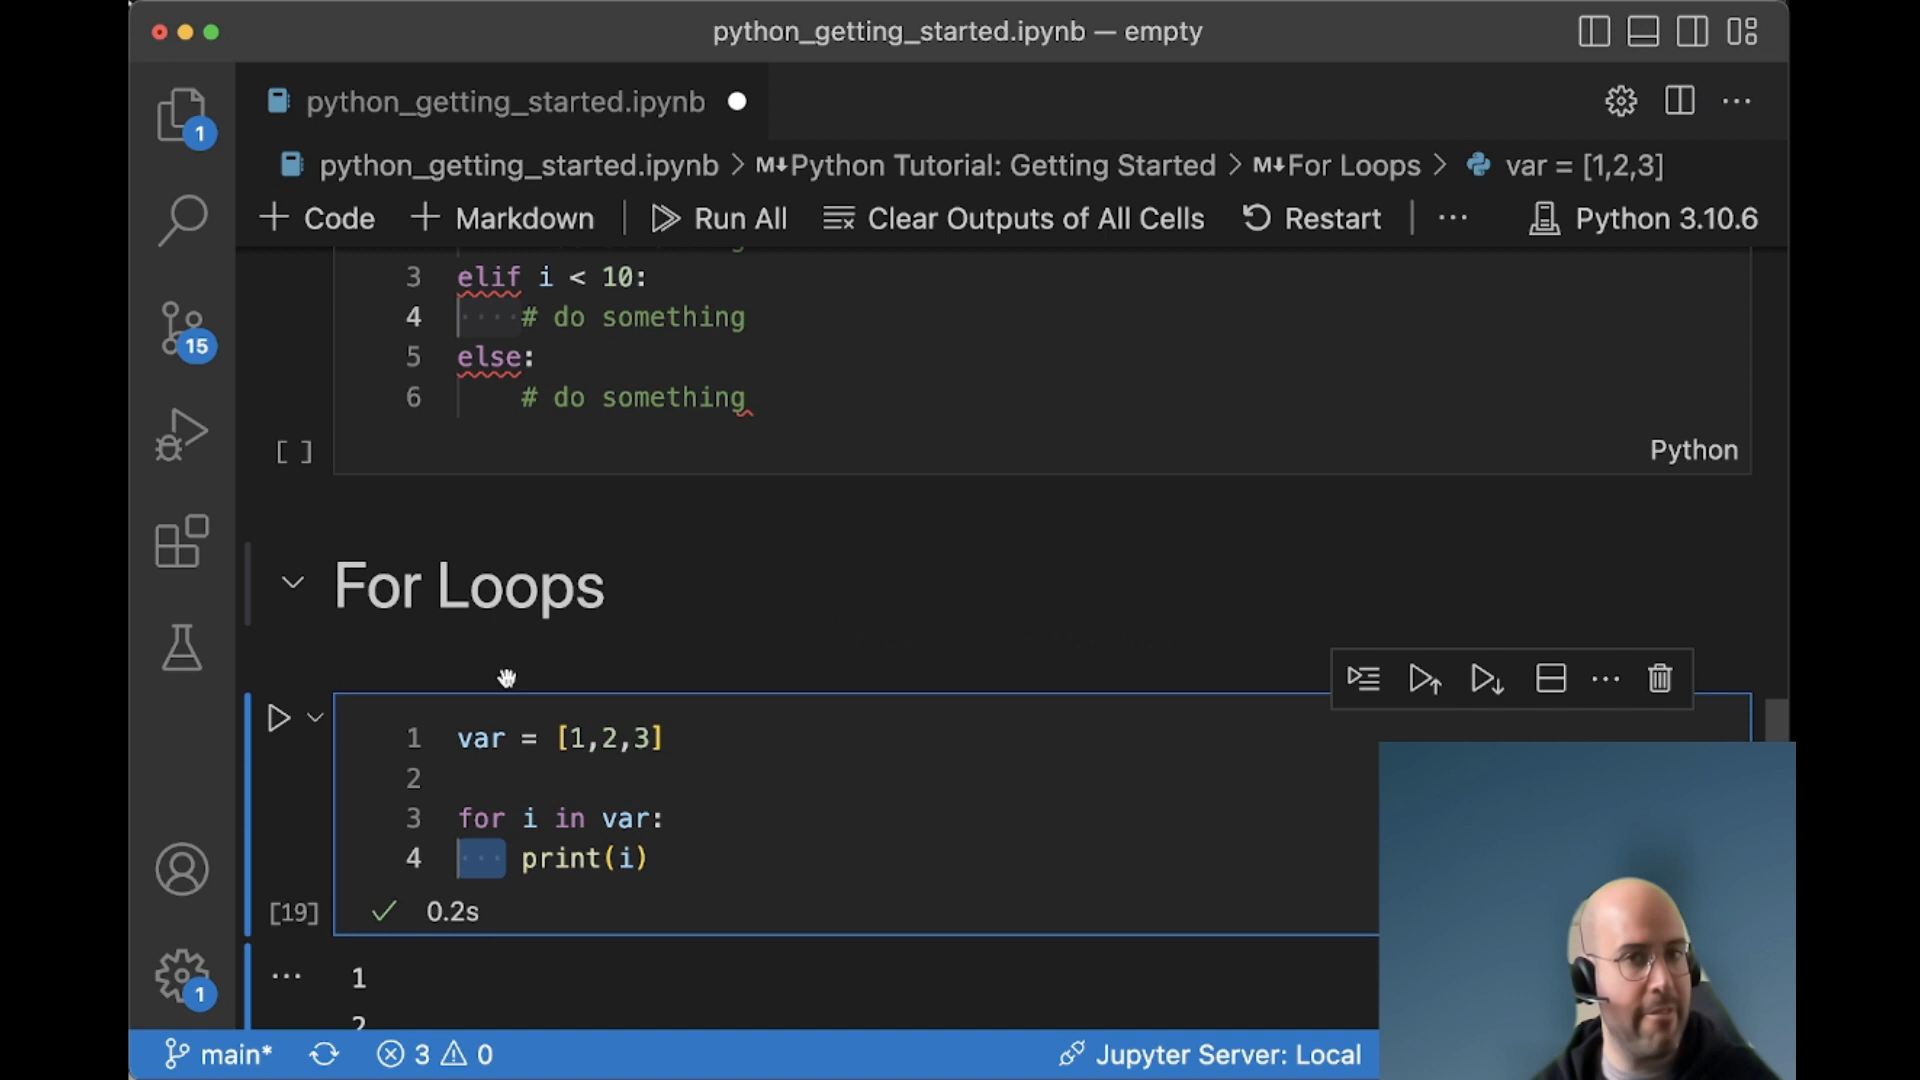 python_getting_started.ipynb — empty
python_getting_started.ipynb
python_getting_started.ipynb > M↓Python Tutorial: Getting Started > M↓For Loops > var = [1,2,3]
+ Code + Markdown | Run All Clear Outputs of All Cells Restart | ··· Python 3.10.6
3 elif i < 10:
4 ····# do something
5 else:
6 # do something
[ ]
Python
For Loops
1 var = [1,2,3]
2
3 for i in var:
4 ··· print(i)
[19] ✓ 0.2s
··· 1
2
1
15
1
main* 3 0 Jupyter Server: Local